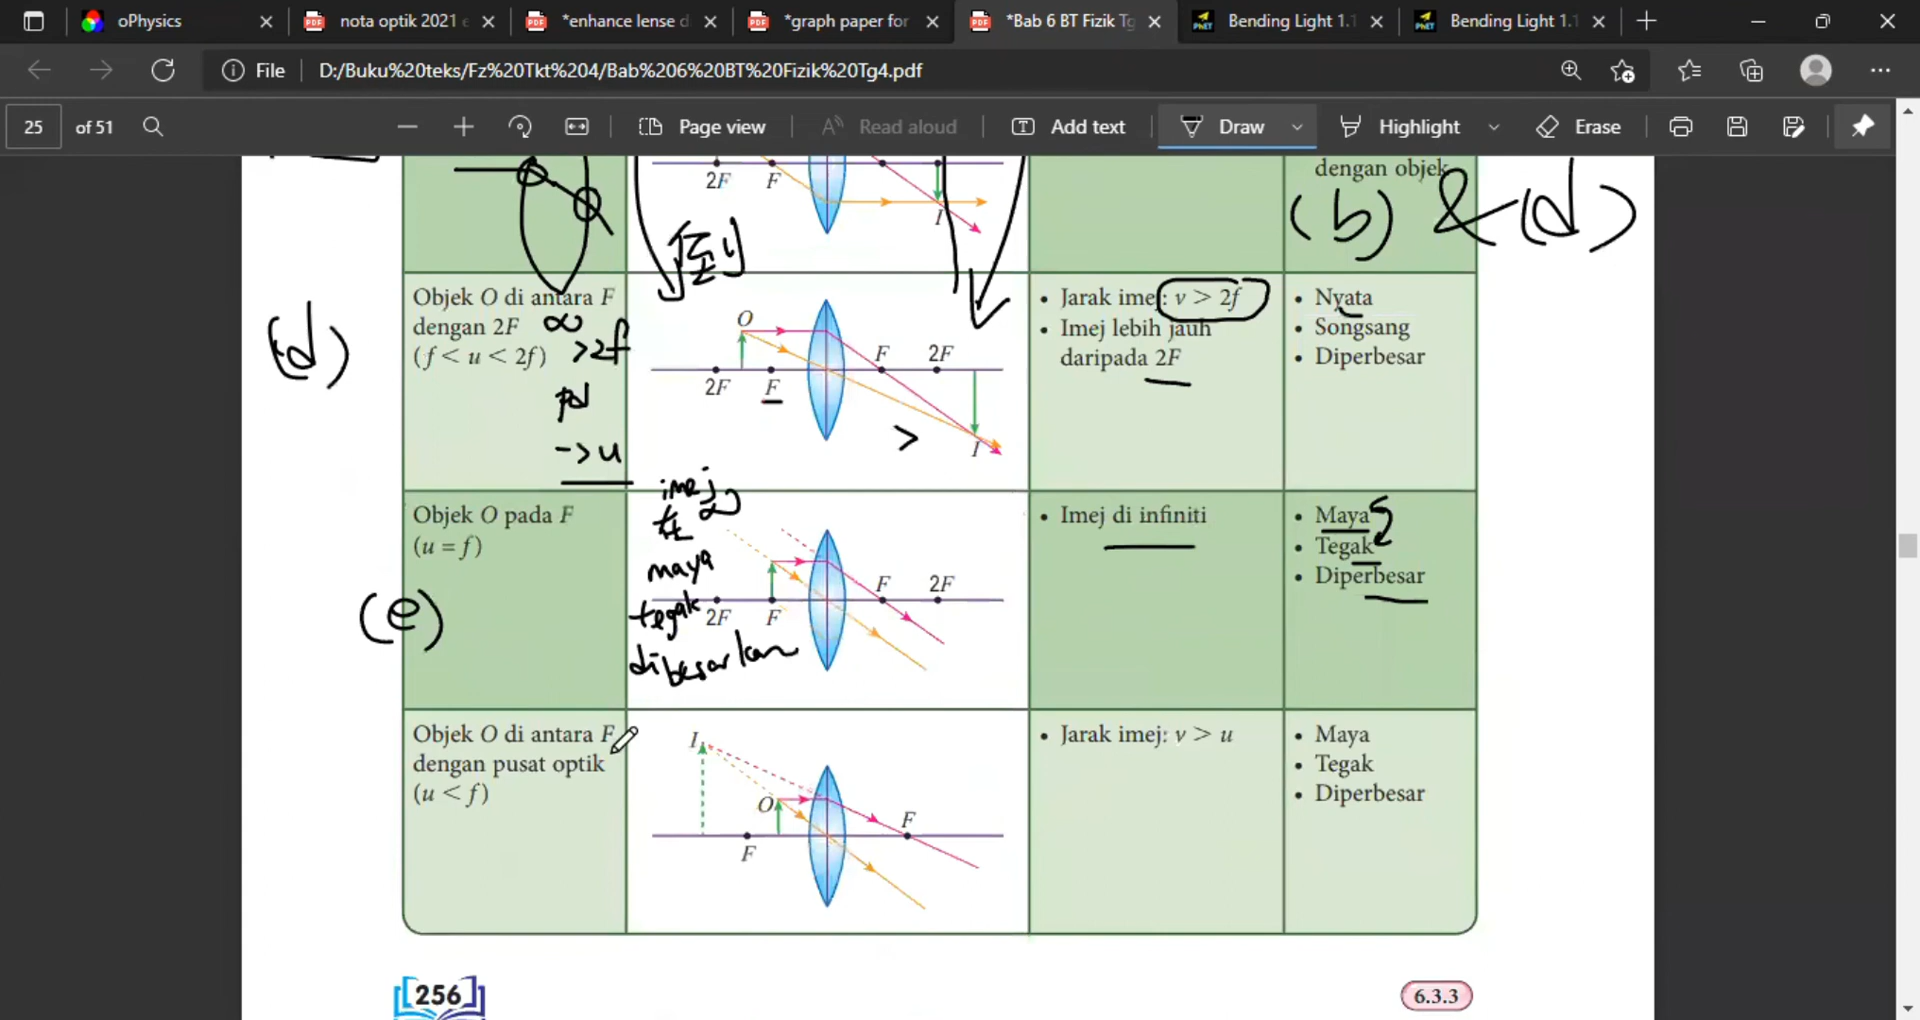 oPhysics
nota optik 2021 e
*enhance lense d
*graph paper for
*Bab 6 BT Fizik Tg
Bending Light 1.1
Bending Light 1.1
File
D:/Buku%20teks/Fz%20Tkt%204/Bab%206%20BT%20Fizik%20Tg4.pdf
25
of 51
Page view
Read aloud
Add text
Draw
Highlight
Erase
2F
F
I
dengan objek
(b) & (d)
(d)
Objek O di antara F
dengan 2F
(f < u < 2f)
∞
>2f
pd
-> u
O
2F
F
F
2F
I
>
• Jarak imej: v > 2f
• Imej lebih jauh
daripada 2F
• Nyata
• Songsang
• Diperbesar
Objek O pada F
(u = f)
(e)
imej
∞
maya
tegak
dibesarkan
2F
F
F
2F
• Imej di infiniti
• Maya
• Tegak
• Diperbesar
Objek O di antara F
dengan pusat optik
(u < f)
I
O
F
F
• Jarak imej: v > u
• Maya
• Tegak
• Diperbesar
256
6.3.3